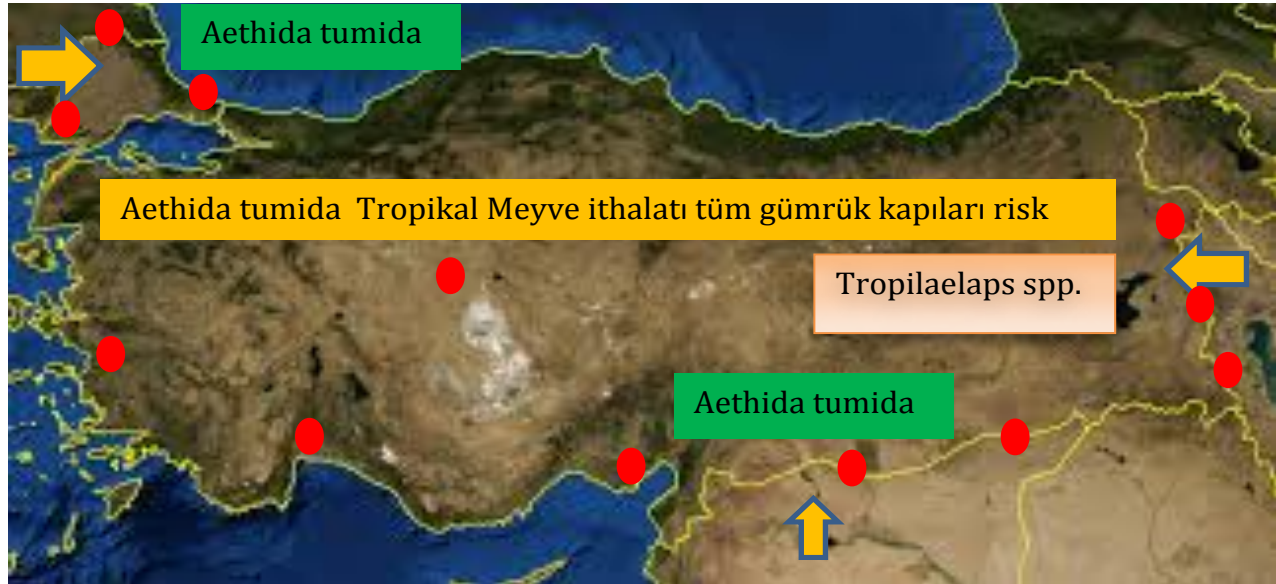 Aethida tumida
Aethida tumida Tropikal Meyve ithalatı tüm gümrük kapıları risk
Tropilaelaps spp.
Aethida tumida